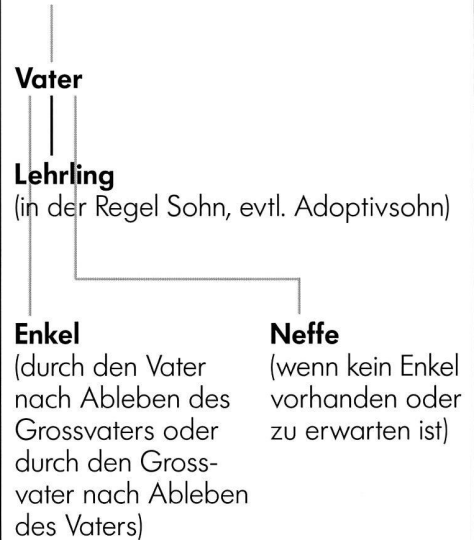 Vater
Lehrling
(in der Regel Sohn, evtl. Adoptivsohn)
Enkel
(durch den Vater
nach Ableben des
Grossvaters oder
durch den Gross-
vater nach Ableben
des Vaters)
Neffe
(wenn kein Enkel
vorhanden oder
zu erwarten ist)